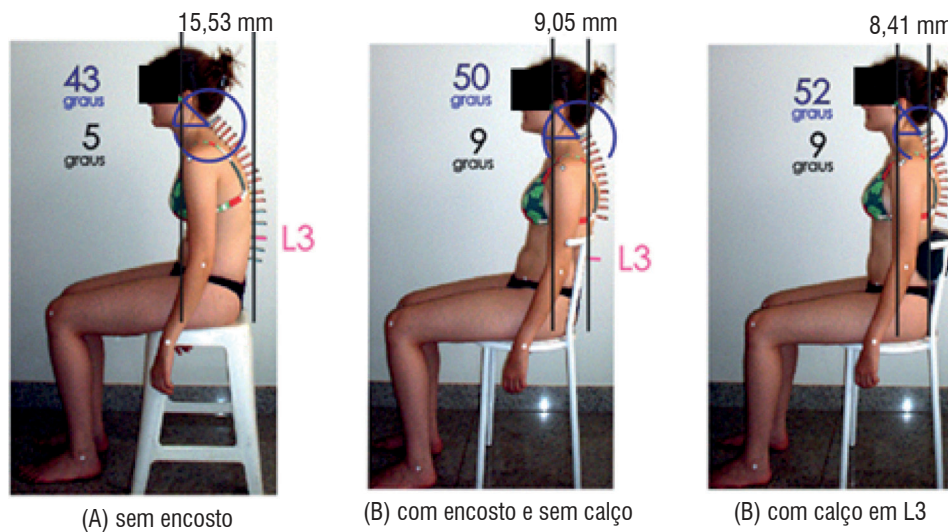 15,53 mm
43
graus
5
graus
L3
(A) sem encosto
9,05 mm
50
graus
9
graus
L3
(B) com encosto e sem calço
8,41 mm
52
graus
9
graus
(B) com calço em L3